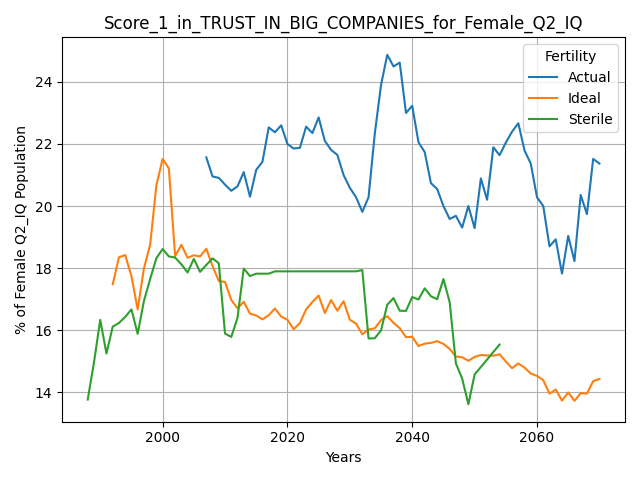 Score_1_in_TRUST_IN_BIG_COMPANIES_for_Female_Q2_IQ
Fertility
Actual
Ideal
Sterile
% of Female Q2_IQ Population
24
22
20
18
16
14
2000
2020
2040
2060
Years